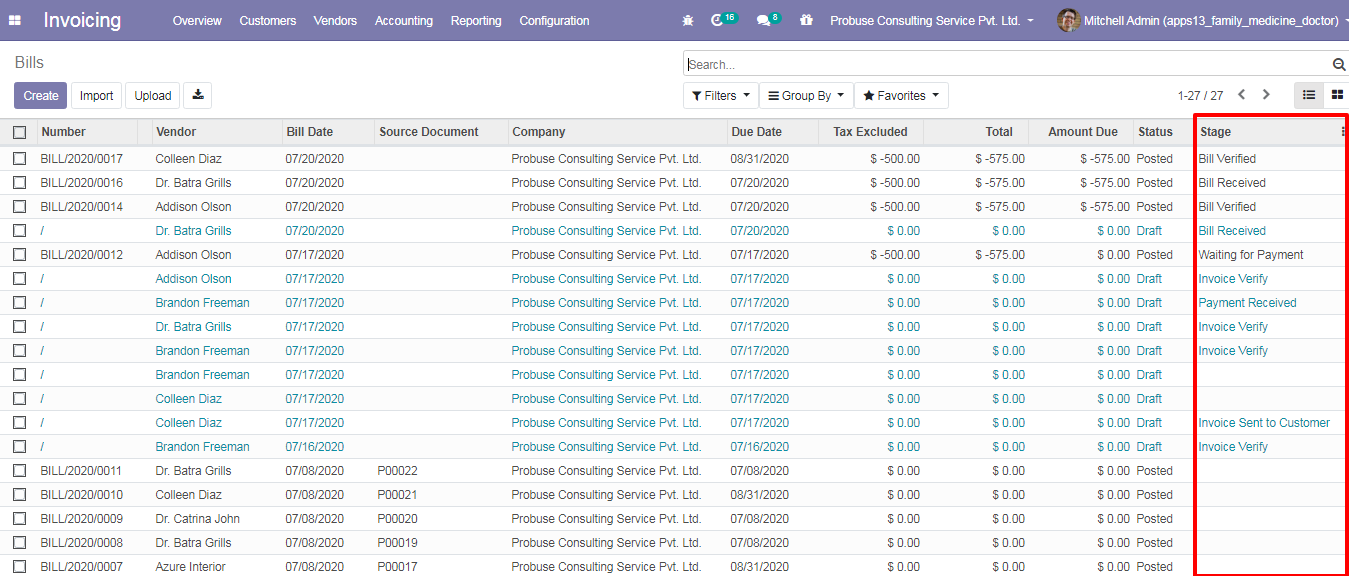 Invoicing Overview Customers Vendors Accounting Reporting Configuration 16 8 Probuse Consulting Service Pvt. Ltd. Mitchell Admin (apps13_family_medicine_doctor)
Bills Search...
Create Import Upload Filters Group By Favorites 1-27 / 27
Number Vendor Bill Date Source Document Company Due Date Tax Excluded Total Amount Due Status Stage
BILL/2020/0017 Colleen Diaz 07/20/2020 Probuse Consulting Service Pvt. Ltd. 08/31/2020 $ -500.00 $ -575.00 $ -575.00 Posted Bill Verified
BILL/2020/0016 Dr. Batra Grills 07/20/2020 Probuse Consulting Service Pvt. Ltd. 07/20/2020 $ -500.00 $ -575.00 $ -575.00 Posted Bill Received
BILL/2020/0014 Addison Olson 07/20/2020 Probuse Consulting Service Pvt. Ltd. 07/20/2020 $ -500.00 $ -575.00 $ -575.00 Posted Bill Verified
/ Dr. Batra Grills 07/20/2020 Probuse Consulting Service Pvt. Ltd. 07/20/2020 $ 0.00 $ 0.00 $ 0.00 Draft Bill Received
BILL/2020/0012 Addison Olson 07/17/2020 Probuse Consulting Service Pvt. Ltd. 07/17/2020 $ -500.00 $ -575.00 $ 0.00 Posted Waiting for Payment
/ Addison Olson 07/17/2020 Probuse Consulting Service Pvt. Ltd. 07/17/2020 $ 0.00 $ 0.00 $ 0.00 Draft Invoice Verify
/ Brandon Freeman 07/17/2020 Probuse Consulting Service Pvt. Ltd. 07/17/2020 $ 0.00 $ 0.00 $ 0.00 Draft Payment Received
/ Dr. Batra Grills 07/17/2020 Probuse Consulting Service Pvt. Ltd. 07/17/2020 $ 0.00 $ 0.00 $ 0.00 Draft Invoice Verify
/ Brandon Freeman 07/17/2020 Probuse Consulting Service Pvt. Ltd. 07/17/2020 $ 0.00 $ 0.00 $ 0.00 Draft Invoice Verify
/ Brandon Freeman 07/17/2020 Probuse Consulting Service Pvt. Ltd. 07/17/2020 $ 0.00 $ 0.00 $ 0.00 Draft
/ Colleen Diaz 07/17/2020 Probuse Consulting Service Pvt. Ltd. 07/17/2020 $ 0.00 $ 0.00 $ 0.00 Draft
/ Colleen Diaz 07/17/2020 Probuse Consulting Service Pvt. Ltd. 07/17/2020 $ 0.00 $ 0.00 $ 0.00 Draft Invoice Sent to Customer
/ Brandon Freeman 07/16/2020 Probuse Consulting Service Pvt. Ltd. 07/16/2020 $ 0.00 $ 0.00 $ 0.00 Draft Invoice Verify
BILL/2020/0011 Dr. Batra Grills 07/08/2020 P00022 Probuse Consulting Service Pvt. Ltd. 07/08/2020 $ 0.00 $ 0.00 $ 0.00 Posted
BILL/2020/0010 Colleen Diaz 07/08/2020 P00021 Probuse Consulting Service Pvt. Ltd. 08/31/2020 $ 0.00 $ 0.00 $ 0.00 Posted
BILL/2020/0009 Dr. Catrina John 07/08/2020 P00020 Probuse Consulting Service Pvt. Ltd. 07/08/2020 $ 0.00 $ 0.00 $ 0.00 Posted
BILL/2020/0008 Dr. Batra Grills 07/08/2020 P00019 Probuse Consulting Service Pvt. Ltd. 07/08/2020 $ 0.00 $ 0.00 $ 0.00 Posted
BILL/2020/0007 Azure Interior 07/08/2020 P00017 Probuse Consulting Service Pvt. Ltd. 08/31/2020 $ 0.00 $ 0.00 $ 0.00 Posted